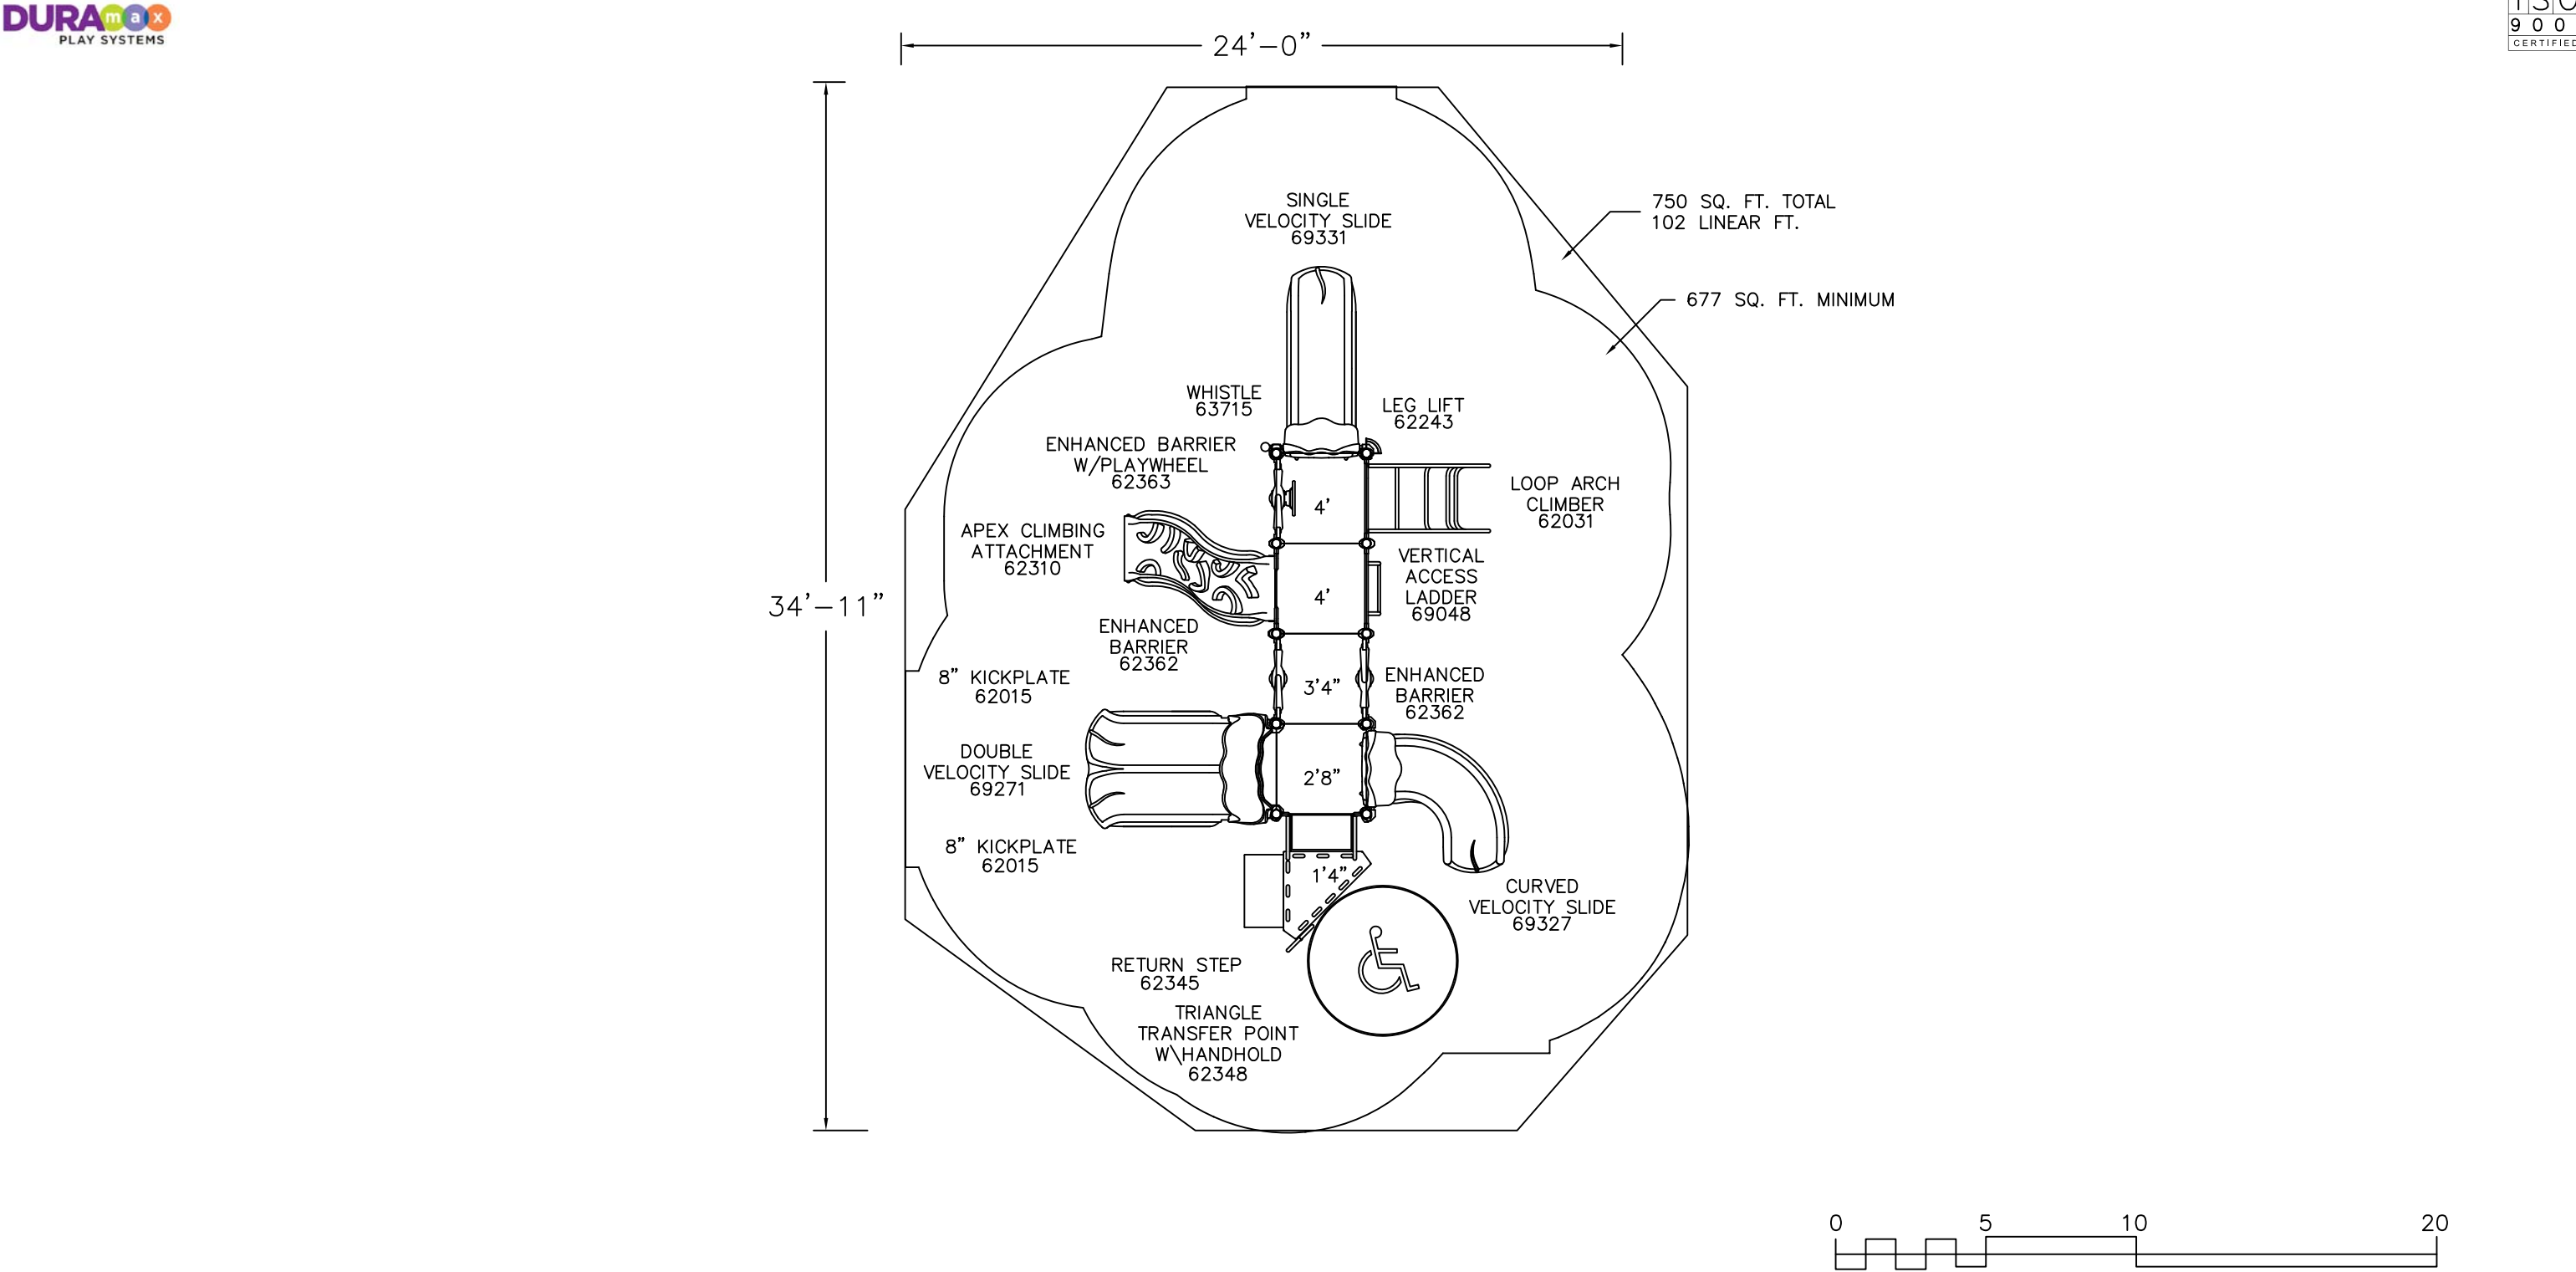 DURAmax
PLAY SYSTEMS
9 0 0
CERTIFIED
24'-0"
34'-11"
750 SQ. FT. TOTAL
102 LINEAR FT.
677 SQ. FT. MINIMUM
SINGLE
VELOCITY SLIDE
69331
WHISTLE
63715
LEG LIFT
62243
ENHANCED BARRIER
W/PLAYWHEEL
62363
LOOP ARCH
CLIMBER
62031
4'
APEX CLIMBING
ATTACHMENT
62310
VERTICAL
ACCESS
LADDER
69048
4'
ENHANCED
BARRIER
62362
8" KICKPLATE
62015
3'4"
ENHANCED
BARRIER
62362
DOUBLE
VELOCITY SLIDE
69271
2'8"
8" KICKPLATE
62015
1'4"
CURVED
VELOCITY SLIDE
69327
RETURN STEP
62345
TRIANGLE
TRANSFER POINT
W\HANDHOLD
62348
0 5 10 20